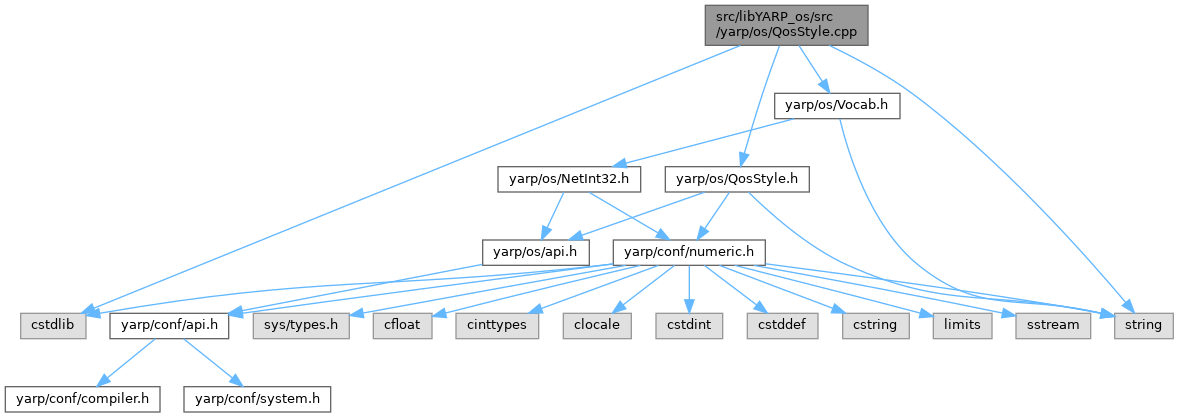 src/libYARP_os/src
/yarp/os/QosStyle.cpp
yarp/os/Vocab.h
yarp/os/NetInt32.h
yarp/os/QosStyle.h
yarp/os/api.h
yarp/conf/numeric.h
cstdlib
yarp/conf/api.h
sys/types.h
cfloat
cinttypes
clocale
cstdint
cstddef
cstring
limits
sstream
string
yarp/conf/compiler.h
yarp/conf/system.h